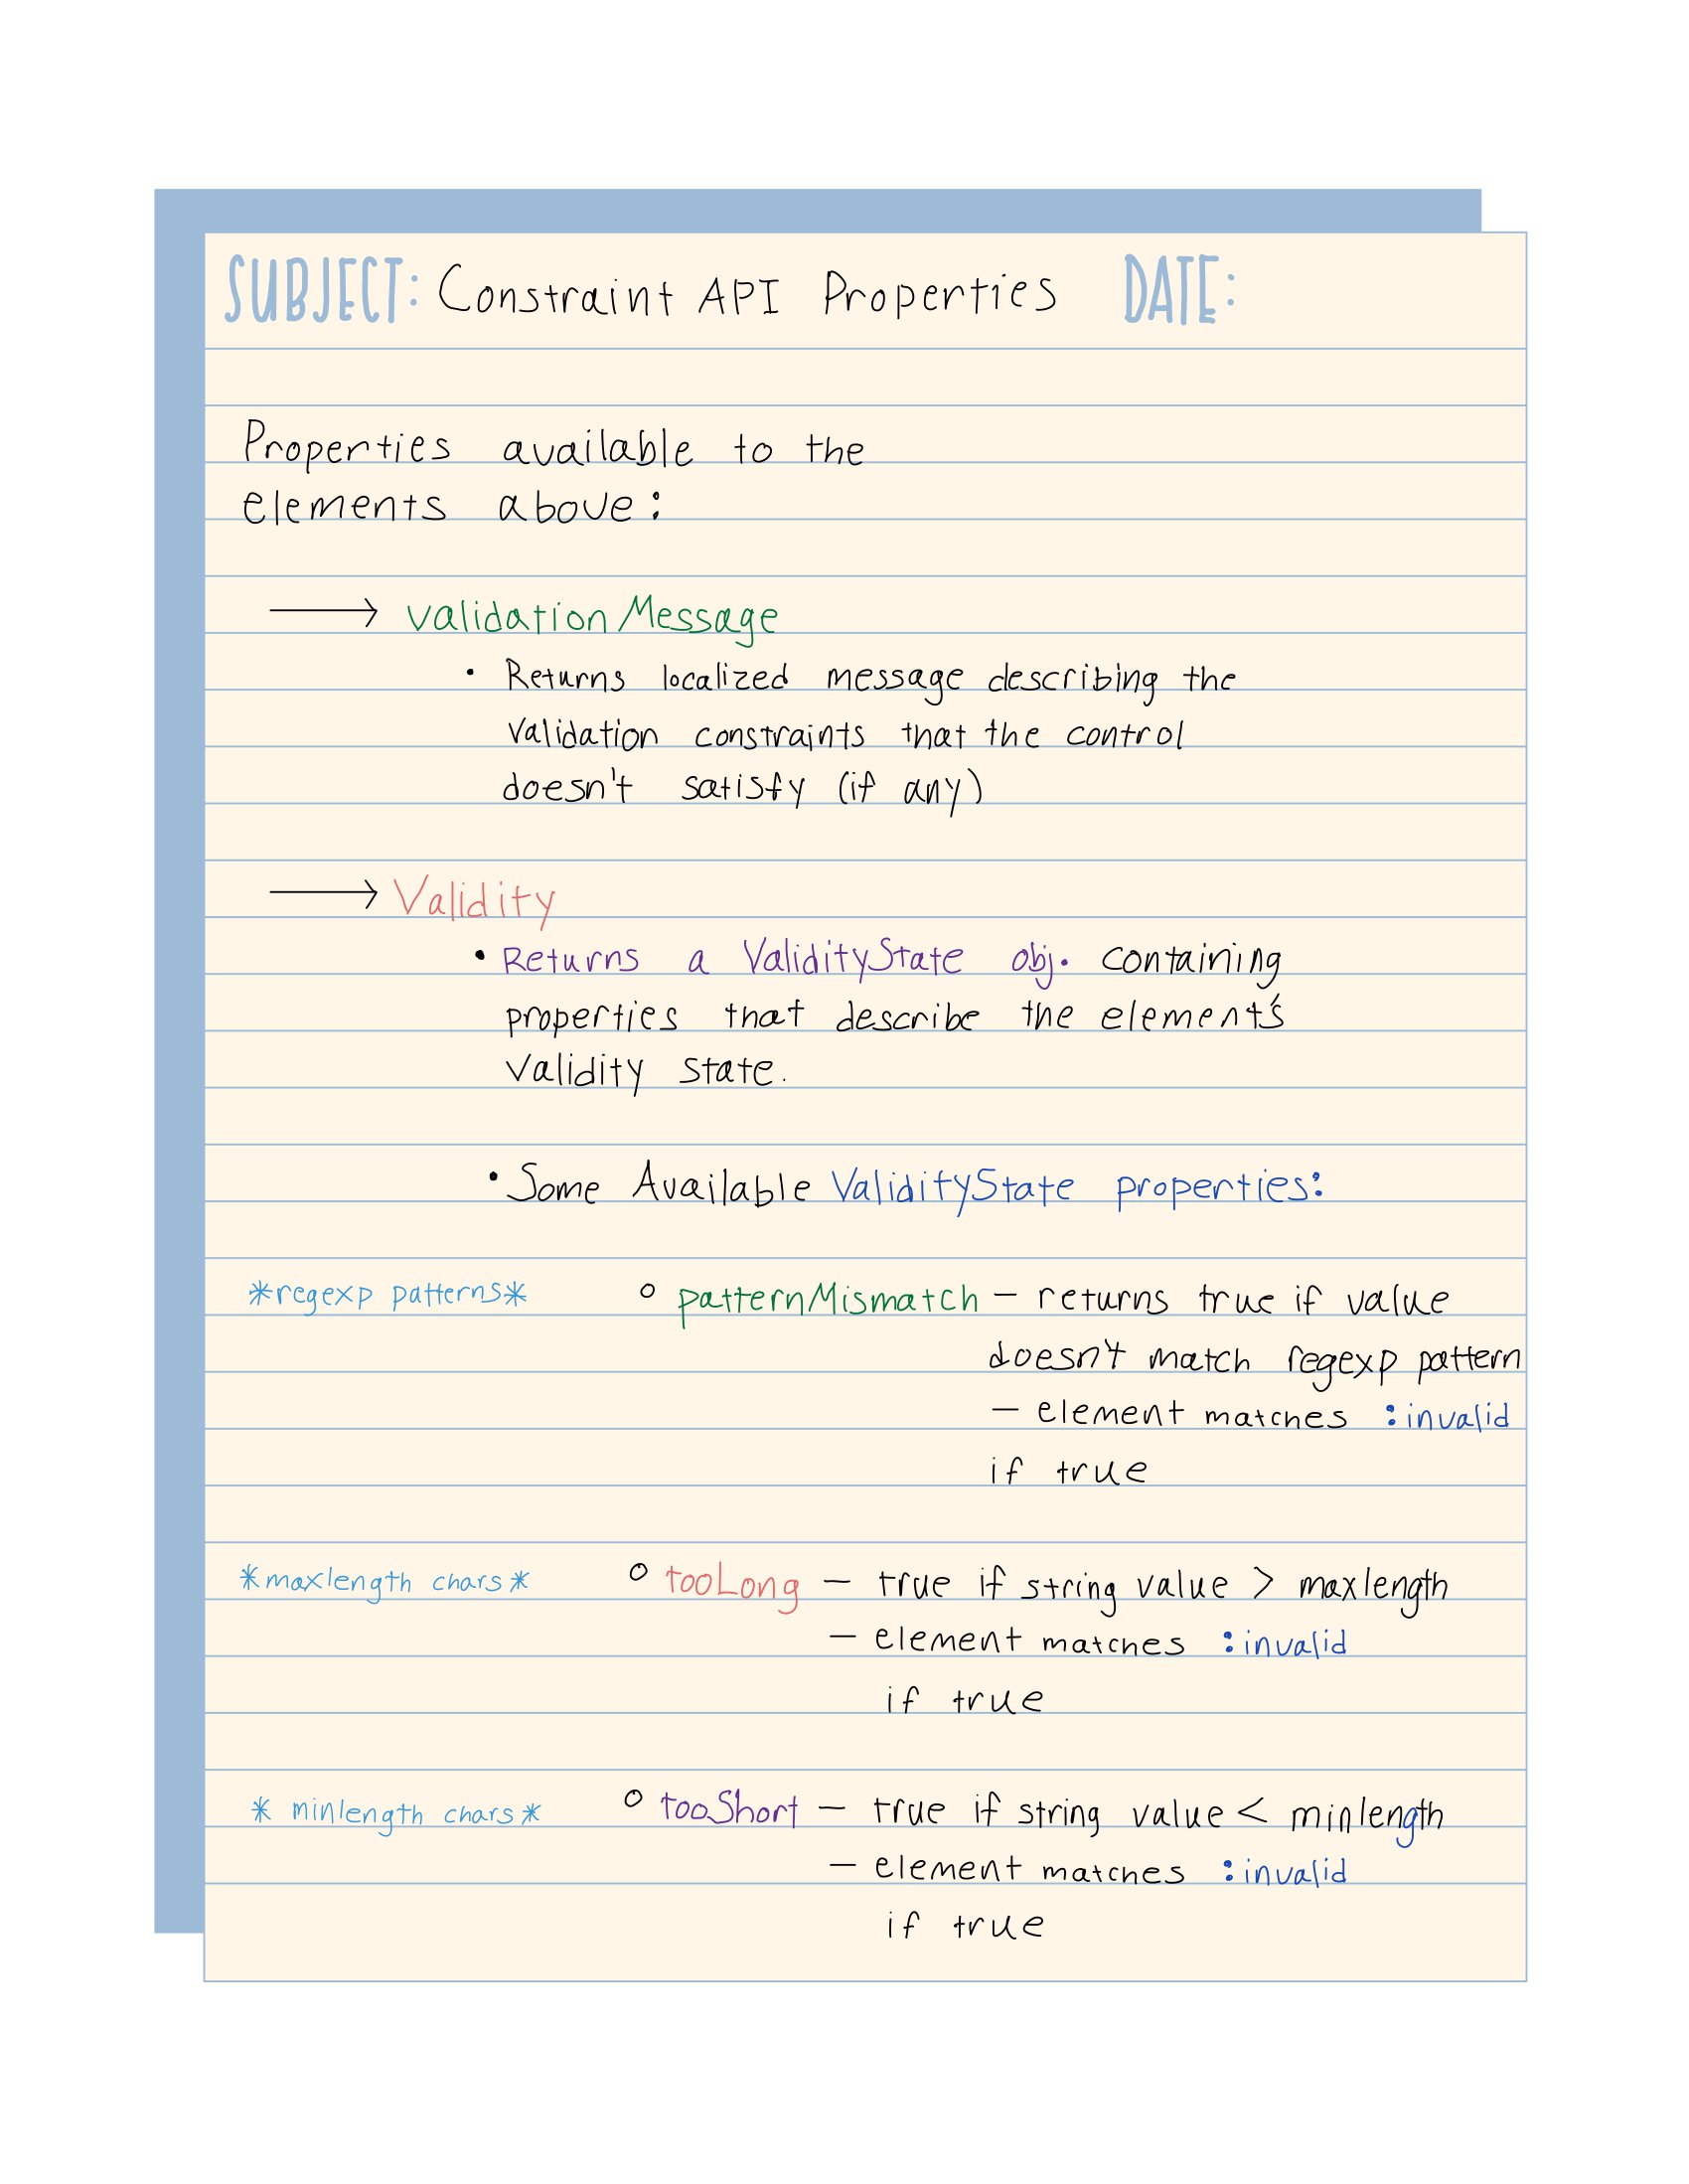 SUBJECT: Constraint API Properties DATE:
Properties available to the
elements above:
→ validationMessage
• Returns localized message describing the
validation constraints that the control
doesn't satisfy (if any)
→ Validity
• Returns a ValidityState obj. containing
properties that describe the element's
validity state.
• Some Available ValidityState properties:
*regexp patterns* ○ patternMismatch — returns true if value
doesn't match regexp pattern
— element matches :invalid
if true
*maxlength chars* ○ tooLong — true if string value > maxlength
— element matches :invalid
if true
* minlength chars* ○ tooShort — true if string value < minlength
— element matches :invalid
if true